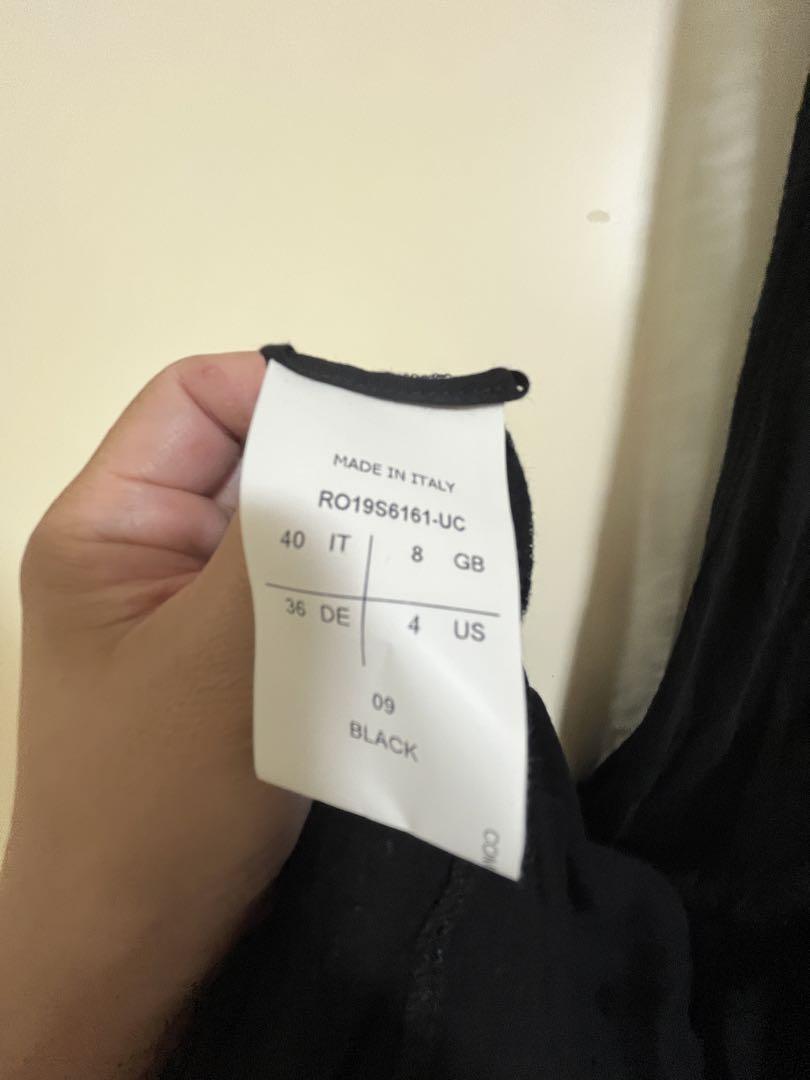 MADE IN ITALY
RO19S6161-UC
40 IT 8 GB
36 DE 4 US
09
BLACK